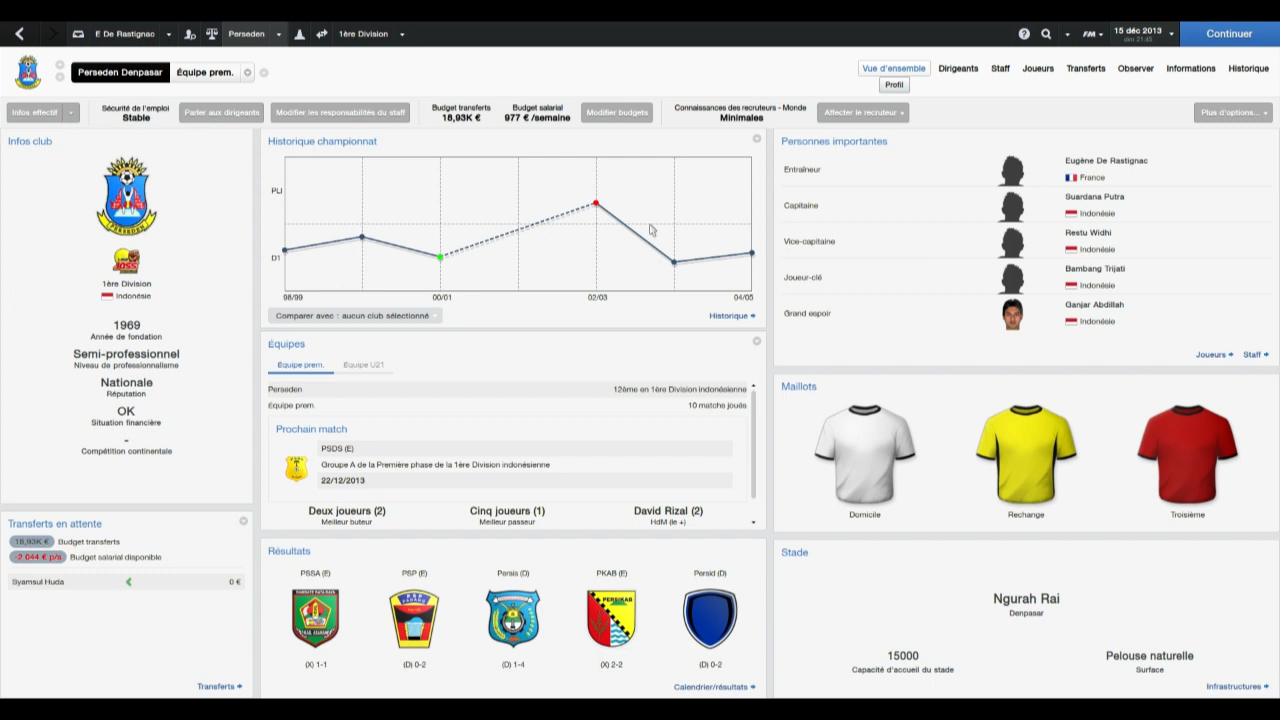 E De Rastignac
Perseden
1ère Division
FM
15 déc 2013
dim 21:45
Continuer
Perseden Denpasar
Équipe prem.
Vue d'ensemble
Dirigeants
Staff
Joueurs
Transferts
Observer
Informations
Historique
Profil
Infos effectif
Sécurité de l'emploi
Stable
Parler aux dirigeants
Modifier les responsabilités du staff
Budget transferts
18,93K €
Budget salarial
977 € /semaine
Modifier budgets
Connaissances des recruteurs - Monde
Minimales
Affecter le recruteur
Plus d'options...
Infos club
PERSEDEN
1ère Division
Indonésie
1969
Année de fondation
Semi-professionnel
Niveau de professionnalisme
Nationale
Réputation
OK
Situation financière
-
Compétition continentale
Transferts en attente
18,93K € Budget transferts
-2 044 € p/s Budget salarial disponible
Syamsul Huda 0 €
Transferts
Historique championnat
PLI
D1
98/99 00/01 02/03 04/05
Comparer avec : aucun club sélectionné
Historique
Équipes
Équipe prem. Équipe U21
Perseden 12ème en 1ère Division indonésienne
Équipe prem. 10 matchs joués
Prochain match
PSDS (E)
Groupe A de la Première phase de la 1ère Division indonésienne
22/12/2013
Deux joueurs (2) Cinq joueurs (1) David Rizal (2)
Meilleur buteur Meilleur passeur HdM (le +)
Résultats
PSSA (E) PSP (E) Persis (D) PKAB (E) Persid (D)
(X) 1-1 (D) 0-2 (D) 1-4 (X) 2-2 (D) 0-2
Calendrier/résultats
Personnes importantes
Entraîneur
Eugène De Rastignac
France
Capitaine
Suardana Putra
Indonésie
Vice-capitaine
Restu Widhi
Indonésie
Joueur-clé
Bambang Trijati
Indonésie
Grand espoir
Ganjar Abdillah
Indonésie
Joueurs Staff
Maillots
Domicile Rechange Troisième
Stade
Ngurah Rai
Denpasar
15000
Capacité d'accueil du stade
Pelouse naturelle
Surface
Infrastructures